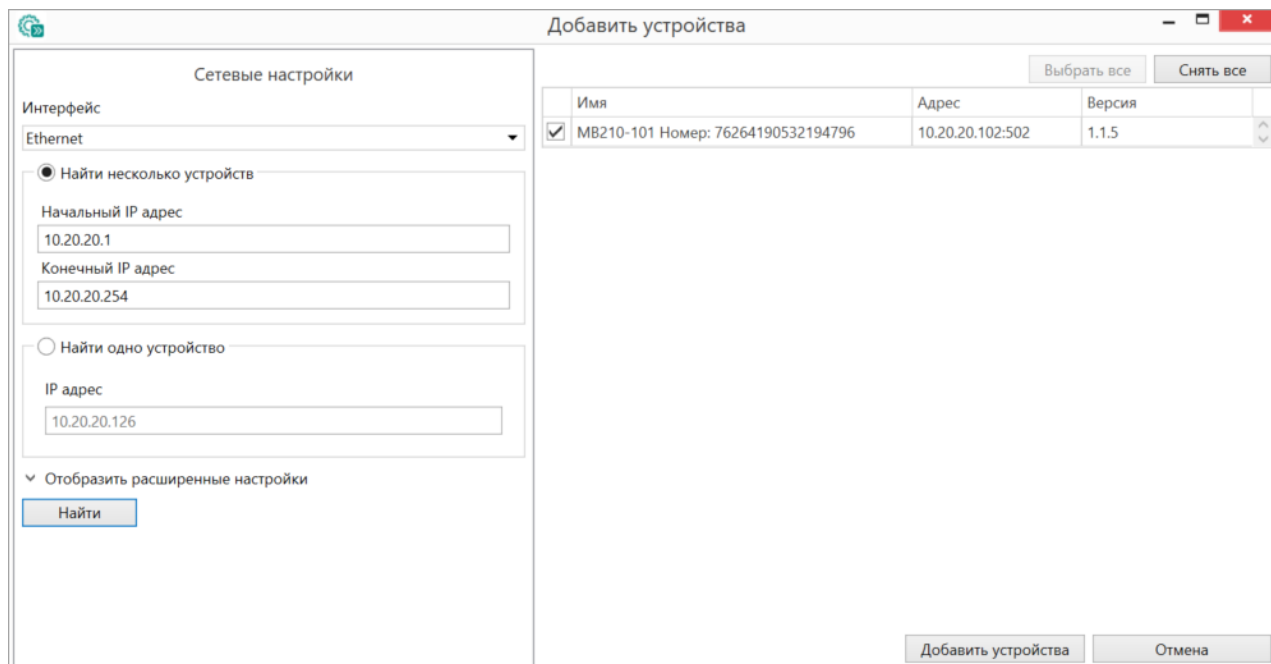 Добавить устройства
Сетевые настройки
Интерфейс
Ethernet
Найти несколько устройств
Начальный IP адрес
10.20.20.1
Конечный IP адрес
10.20.20.254
Найти одно устройство
IP адрес
10.20.20.126
Отобразить расширенные настройки
Найти
Выбрать все Снять все
Имя Адрес Версия
МВ210-101 Номер: 76264190532194796 10.20.20.102:502 1.1.5
Добавить устройства Отмена